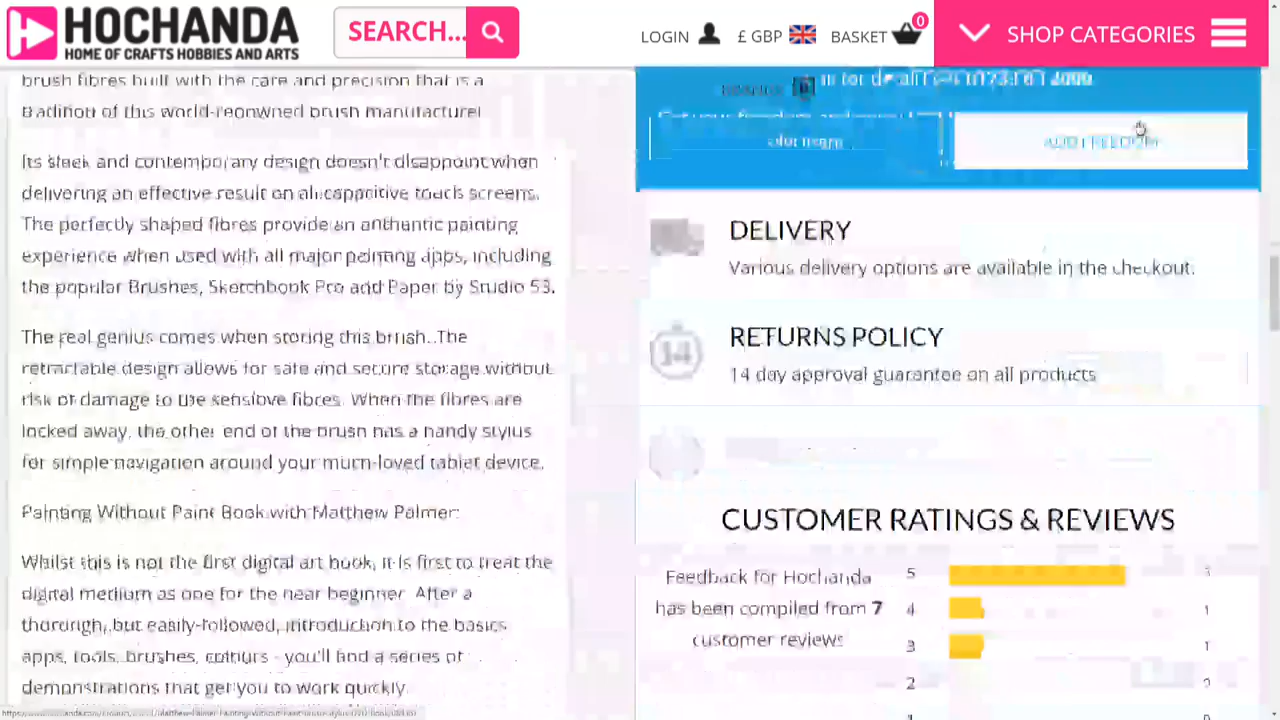 HOCHANDA
HOME OF CRAFTS HOBBIES AND ARTS
SEARCH...
LOGIN
£ GBP
BASKET
0
SHOP CATEGORIES
brush fibres built with the care and precision that is a
tradition of this world-reowned brush manufacture!
Its sleek and contemporary design doesn't disappoint when
delivering an effective result on all capacitive touch screens.
The perfectly shaped fibres provide an authentic painting
experience when used with all major painting apps, including
the popular Brushes, Sketchbook Pro and Paper by Studio 53.
The real genius comes when storing this brush. The
retractable design allows for safe and secure storage without
risk of damage to the sensitive fibres. When the fibres are
locked away, the other end of the brush has a handy stylus
for simple navigation around your much-loved tablet device.
Painting Without Paint Book with Matthew Palmer:
Whilst this is not the first digital art book, it is first to treat the
digital medium as one for the near beginner. After a
thorough, but easily-followed, introduction to the basics
apps, tools, brushes, colours - you'll find a series of
demonstrations that get you to work quickly.
ADD FREEDOM
DELIVERY
Various delivery options are available in the checkout.
14
RETURNS POLICY
14 day approval guarantee on all products
CUSTOMER RATINGS & REVIEWS
Feedback for Hochanda
has been compiled from 7
customer reviews
5
4 1
3 1
2
1